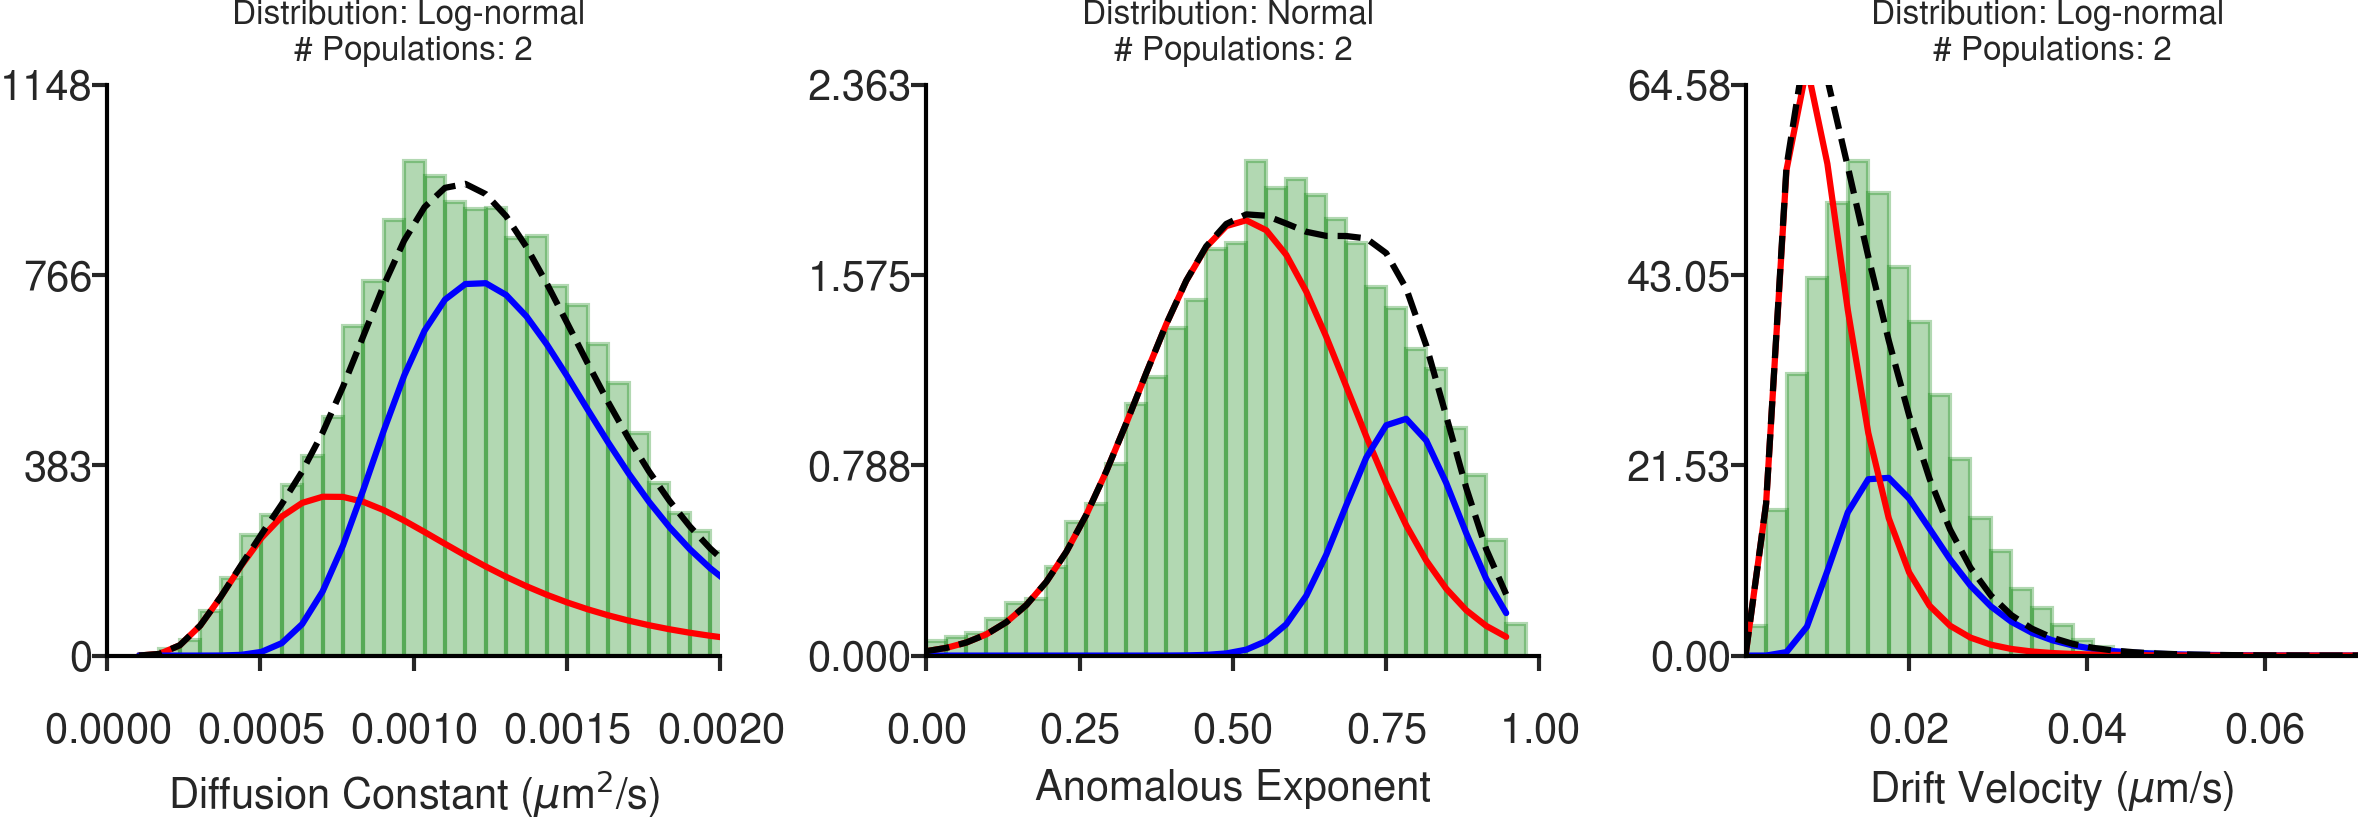 Distribution: Log-normal
# Populations: 2
1148
766
383
0
0.0000 0.0005 0.0010 0.0015 0.0020
Diffusion Constant (μm²/s)
Distribution: Normal
# Populations: 2
2.363
1.575
0.788
0.000
0.00 0.25 0.50 0.75 1.00
Anomalous Exponent
Distribution: Log-normal
# Populations: 2
64.58
43.05
21.53
0.00
0.02 0.04 0.06
Drift Velocity (μm/s)